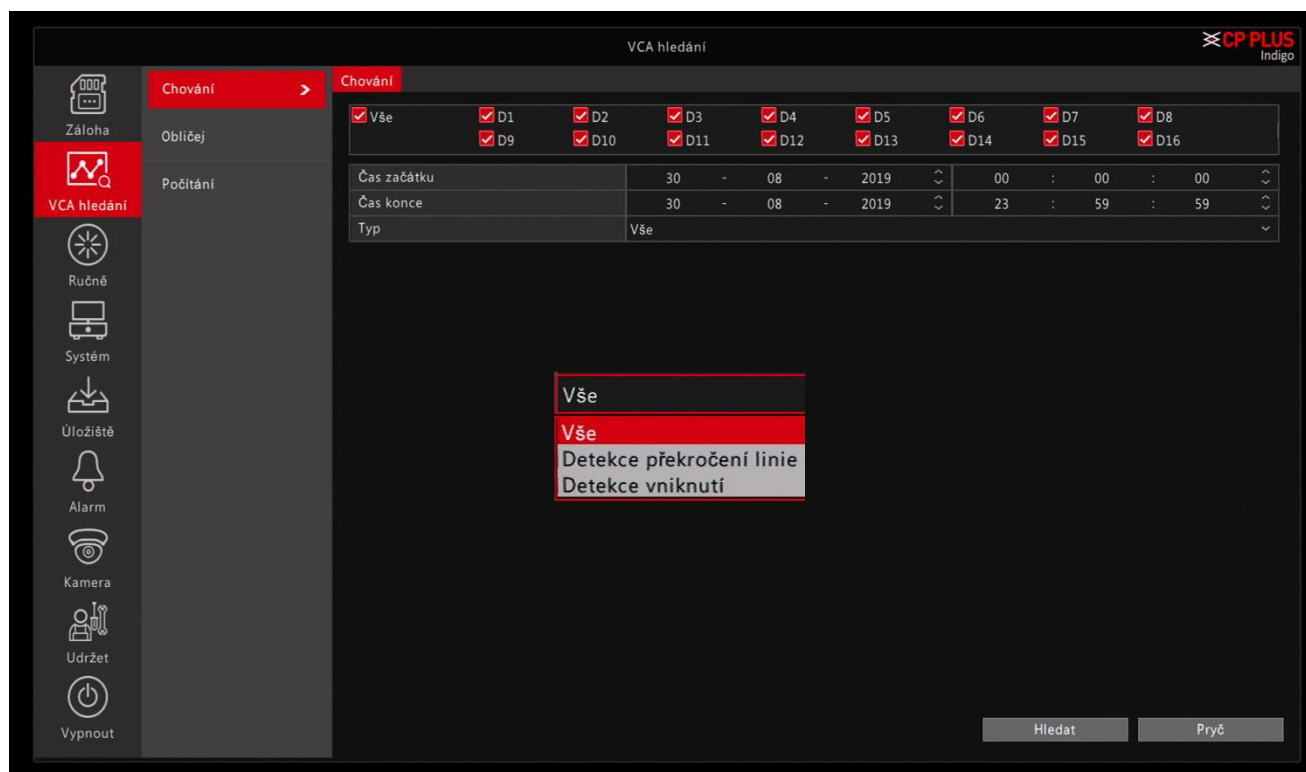 VCA hledání
CP PLUS
Indigo
Záloha
VCA hledání
Ručně
Systém
Úložiště
Alarm
Kamera
Udržet
Vypnout
Chování >
Obličej
Počítání
Chování
Vše D1 D2 D3 D4 D5 D6 D7 D8
D9 D10 D11 D12 D13 D14 D15 D16
Čas začátku 30 - 08 - 2019 00 : 00 : 00
Čas konce 30 - 08 - 2019 23 : 59 : 59
Typ Vše
Vše
Vše
Detekce překročení linie
Detekce vniknutí
Hledat Pryč